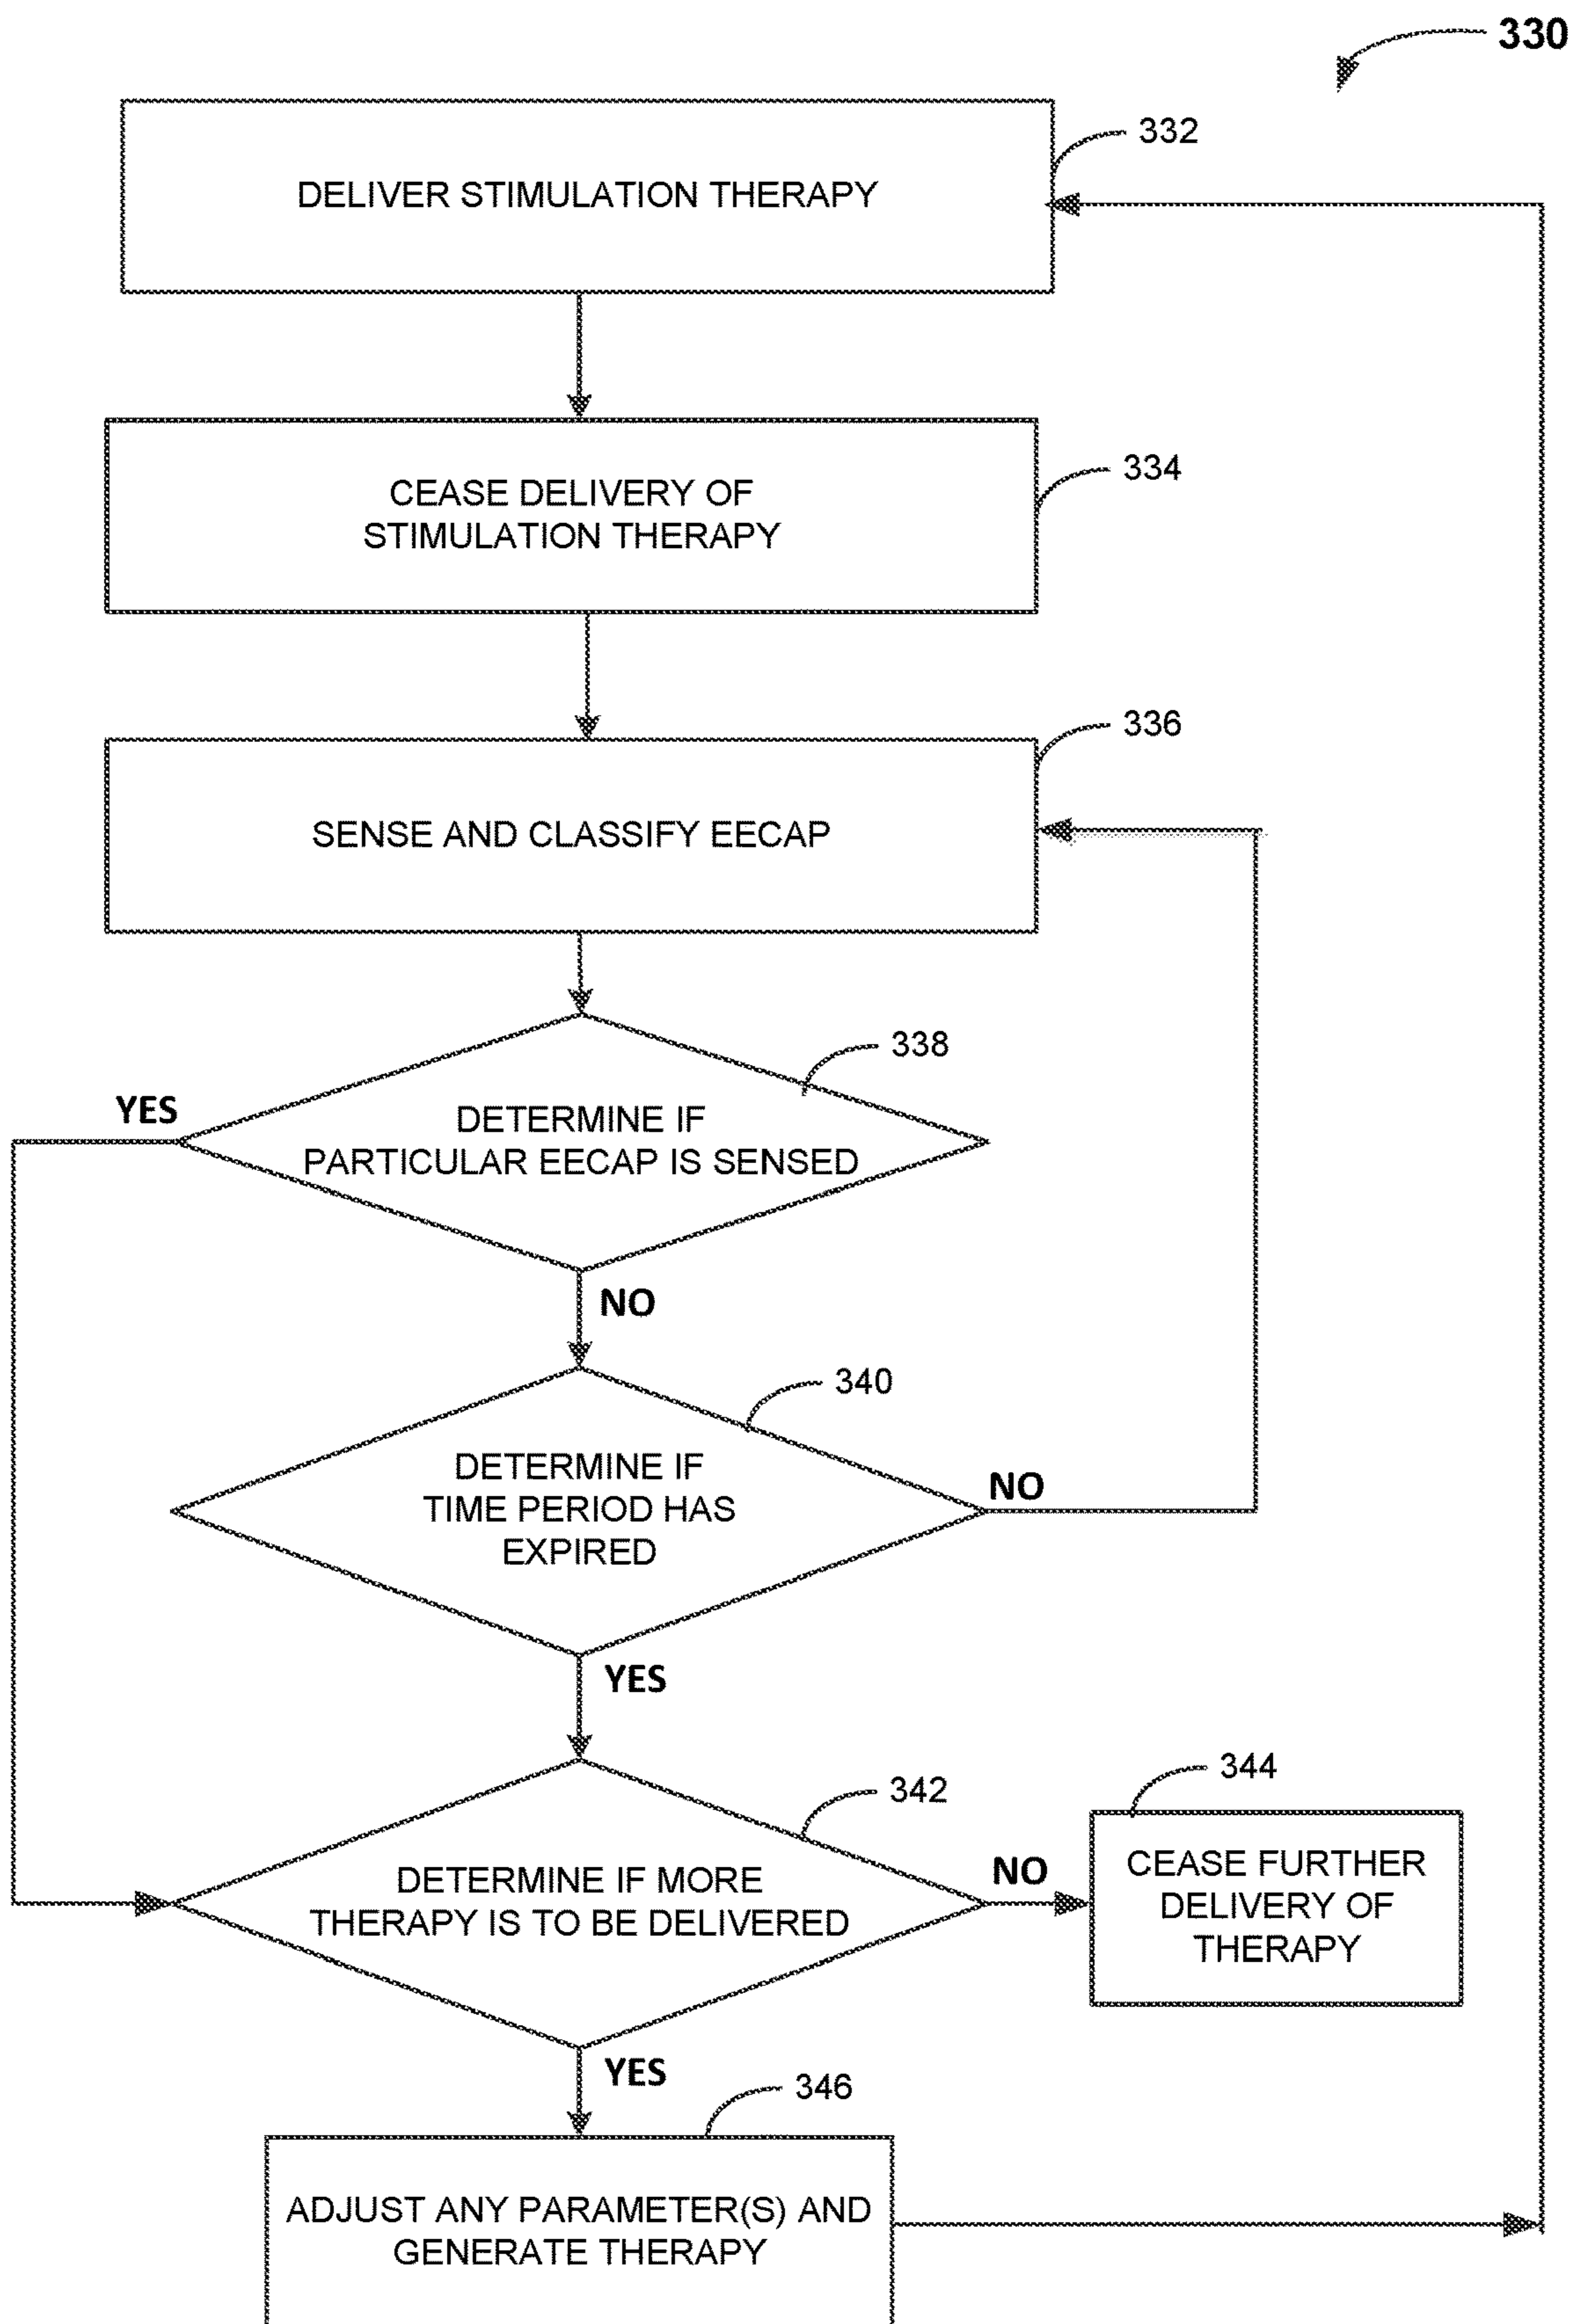 330
332
DELIVER STIMULATION THERAPY
334
CEASE DELIVERY OF
STIMULATION THERAPY
336
SENSE AND CLASSIFY EECAP
338
YES
DETERMINE IF
PARTICULAR EECAP IS SENSED
NO
340
DETERMINE IF
TIME PERIOD HAS
EXPIRED
NO
YES
342
344
DETERMINE IF MORE
THERAPY IS TO BE DELIVERED
NO
CEASE FURTHER
DELIVERY OF
THERAPY
YES
346
ADJUST ANY PARAMETER(S) AND
GENERATE THERAPY